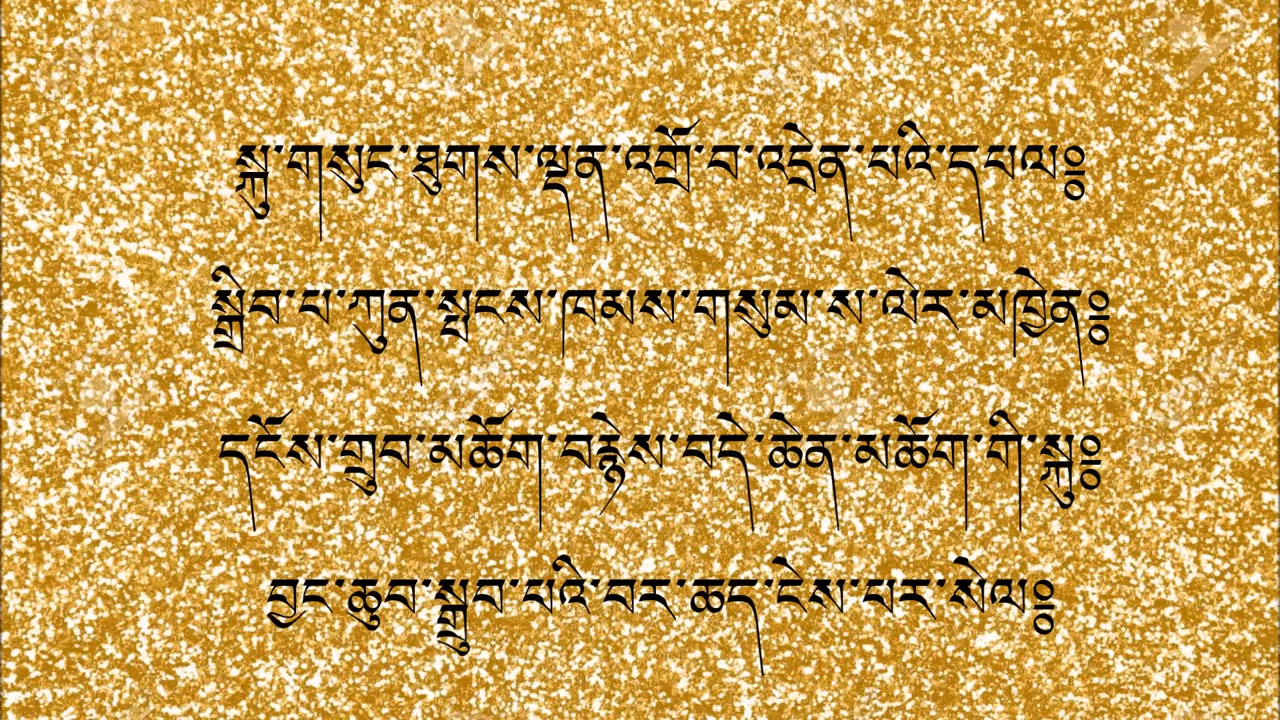 སྐུ་གསུང་ཐུགས་ལྡན་འགྲོ་བ་འདྲེན་པའི་དཔལ༔
སྒྲིབ་པ་ཀུན་སྤངས་ཁམས་གསུམ་ས་ལེར་མཁྱེན༔
དངོས་གྲུབ་མཆོག་བརྙེས་བདེ་ཆེན་མཆོག་གི་སྐུ༔
བྱང་ཆུབ་སྒྲུབ་པའི་བར་ཆད་ངེས་པར་སེལ༔